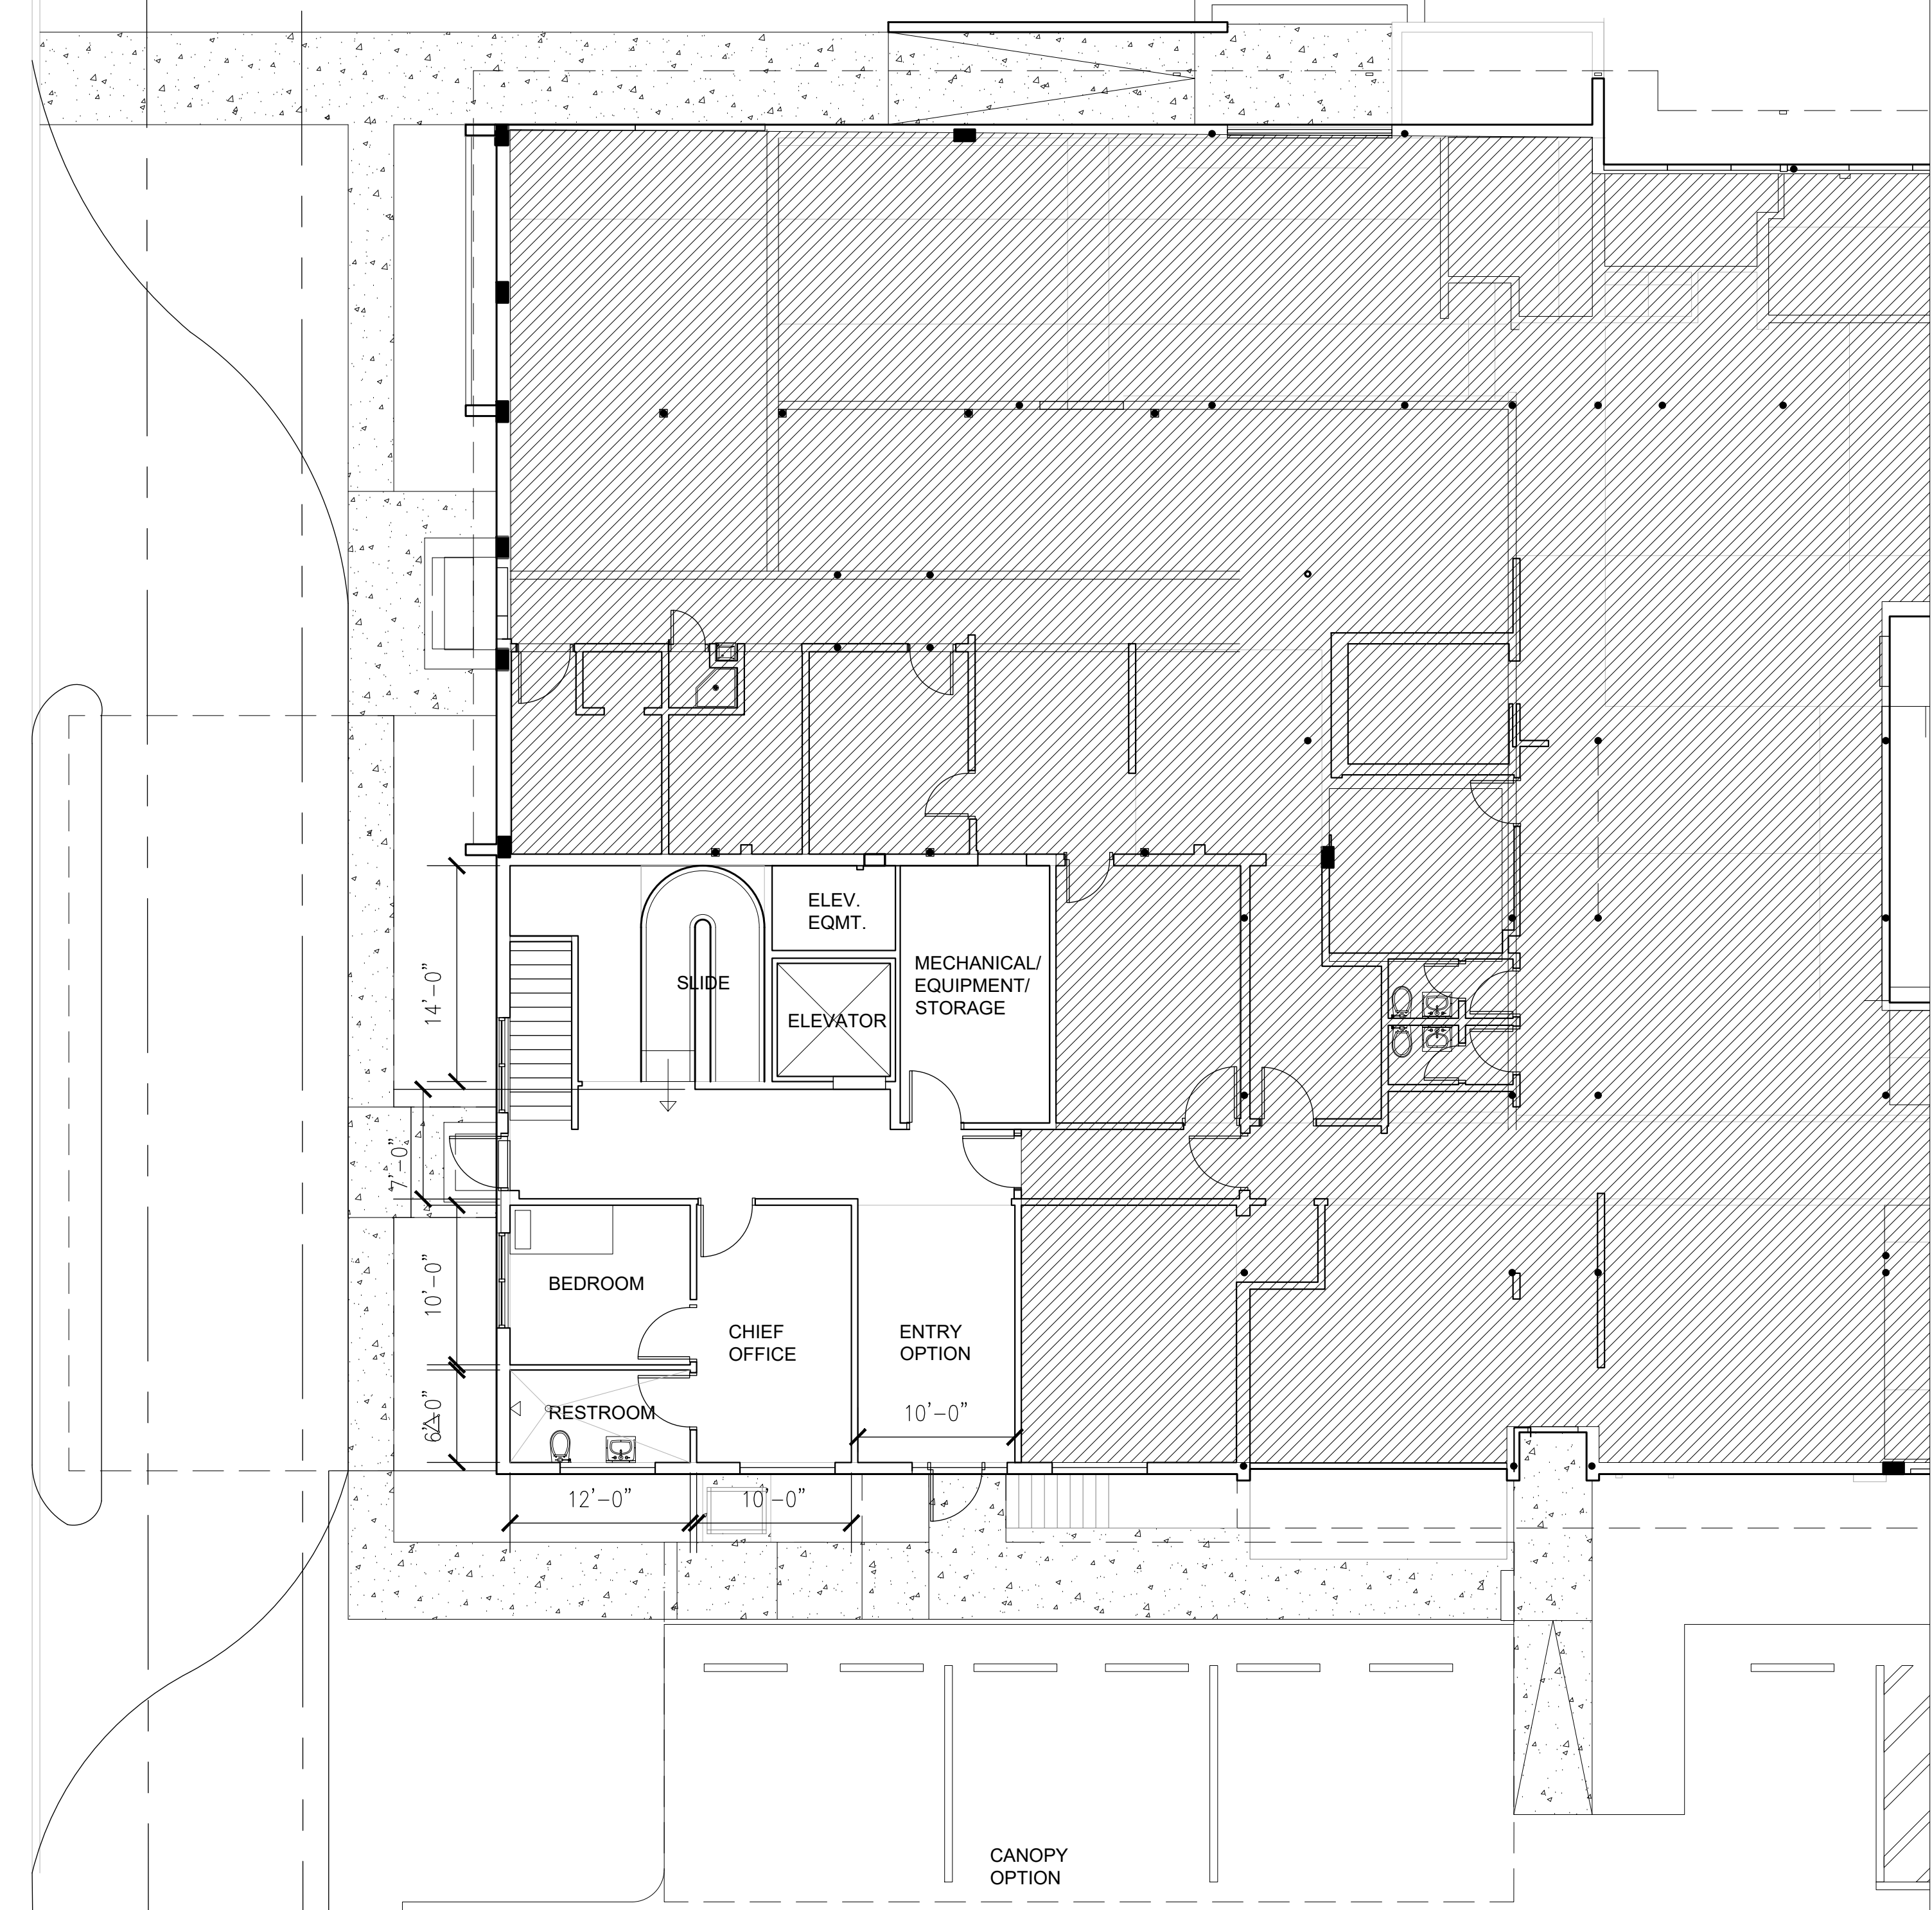 ELEV.
EQMT.
MECHANICAL/
EQUIPMENT/
STORAGE
SLIDE
ELEVATOR
14'-0"
7'-0"
10'-0"
BEDROOM
CHIEF
OFFICE
ENTRY
OPTION
6'-0"
RESTROOM
10'-0"
12'-0"
10'-0"
CANOPY
OPTION